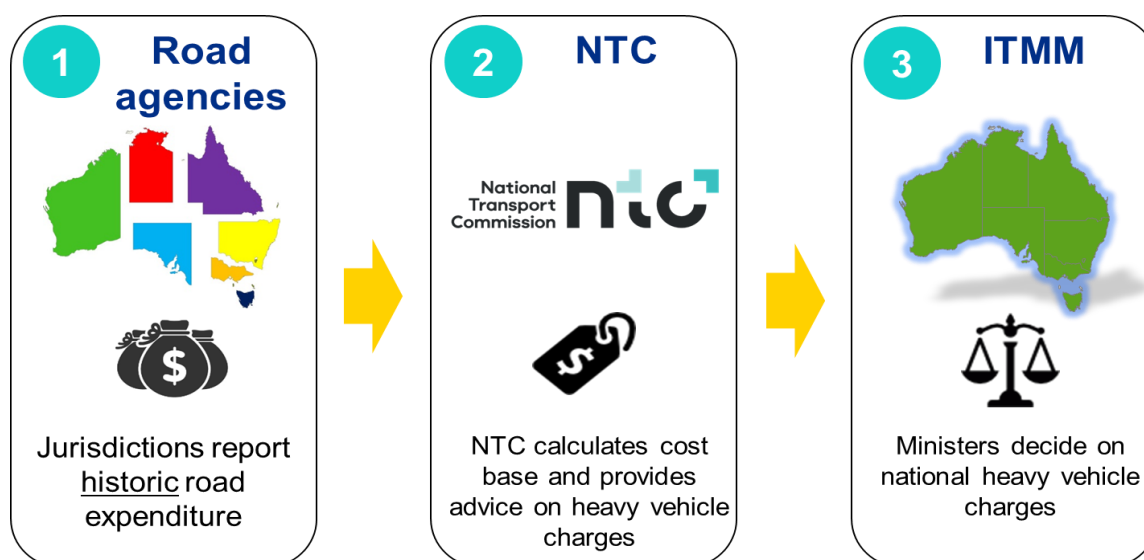 1
Road
agencies
$
Jurisdictions report
historic road
expenditure
2
NTC
National
Transport
Commission
ntc
$
NTC calculates cost
base and provides
advice on heavy vehicle
charges
3
ITMM
Ministers decide on
national heavy vehicle
charges